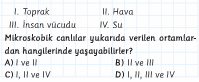 I. Toprak II. Hava
III. İnsan vücudu IV. Su
Mikroskobik canlılar yukarıda verilen ortamlar-
dan hangilerinde yaşayabilirler?
A) I ve II B) II ve III
C) I, II ve IV D) I, II, III ve IV